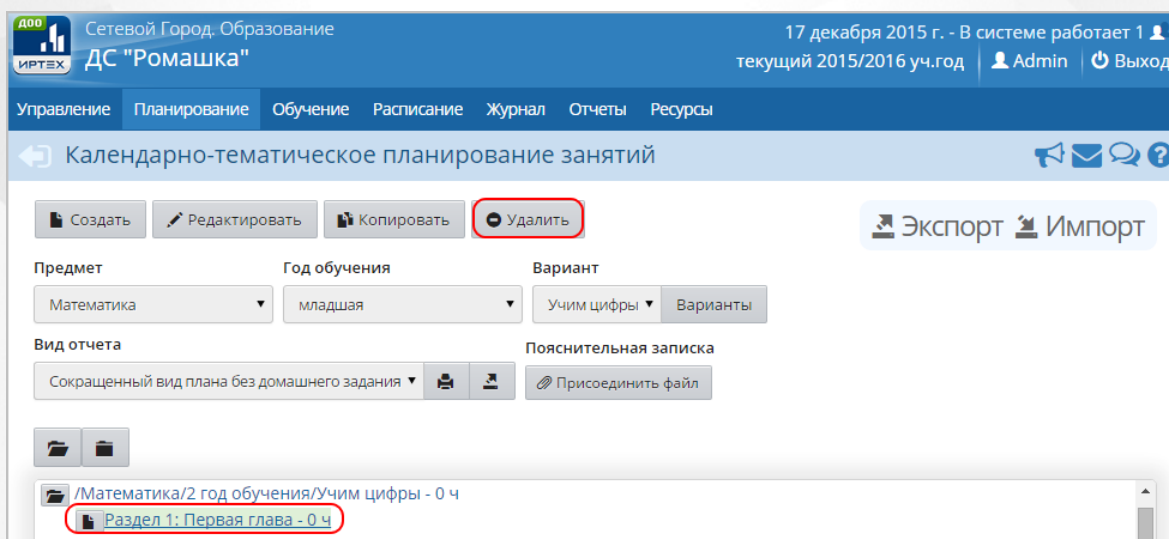 ДОО
Сетевой Город. Образование
17 декабря 2015 г. - В системе работает 1
ИРТЕХ
ДС "Ромашка"
текущий 2015/2016 уч.год Admin Выход
Управление Планирование Обучение Расписание Журнал Отчеты Ресурсы
Календарно-тематическое планирование занятий
Создать Редактировать Копировать Удалить Экспорт Импорт
Предмет Год обучения Вариант
Математика младшая Учим цифры Варианты
Вид отчета Пояснительная записка
Сокращенный вид плана без домашнего задания Присоединить файл
/Математика/2 год обучения/Учим цифры - 0 ч
Раздел 1: Первая глава - 0 ч